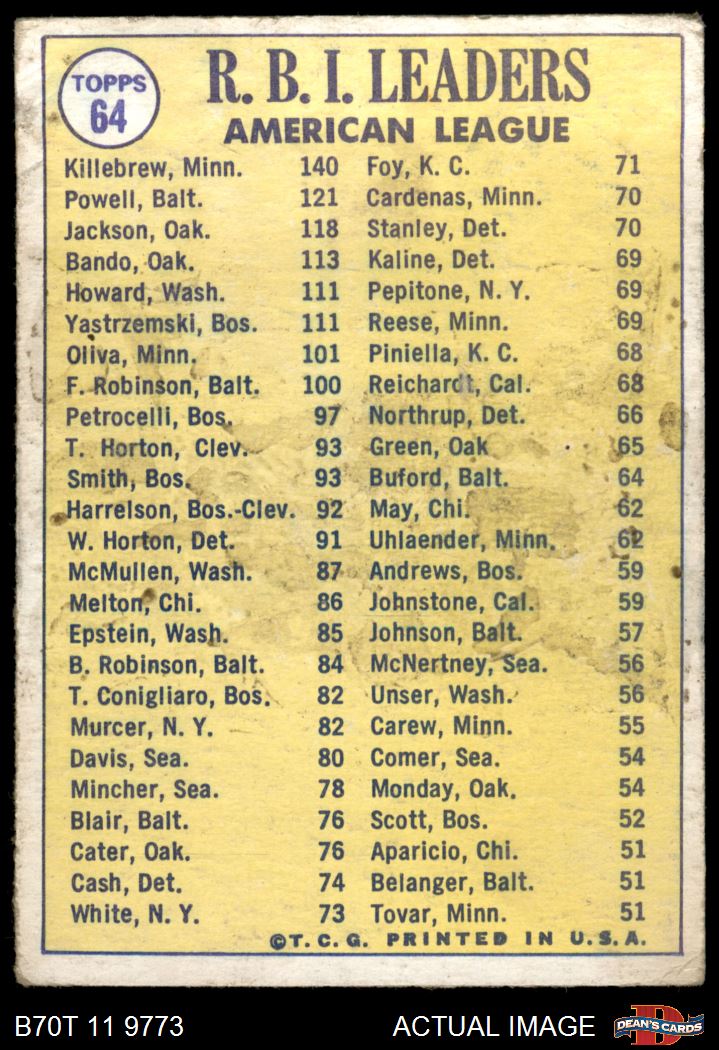 TOPPS
64
R. B. I. LEADERS
AMERICAN LEAGUE
Killebrew, Minn. 140 Foy, K. C. 71
Powell, Balt. 121 Cardenas, Minn. 70
Jackson, Oak. 118 Stanley, Det. 70
Bando, Oak. 113 Kaline, Det. 69
Howard, Wash. 111 Pepitone, N. Y. 69
Yastrzemski, Bos. 111 Reese, Minn. 69
Oliva, Minn. 101 Piniella, K. C. 68
F. Robinson, Balt. 100 Reichardt, Cal. 68
Petrocelli, Bos. 97 Northrup, Det. 66
T. Horton, Clev. 93 Green, Oak 65
Smith, Bos. 93 Buford, Balt. 64
Harrelson, Bos.-Clev. 92 May, Chi. 62
W. Horton, Det. 91 Uhlaender, Minn. 62
McMullen, Wash. 87 Andrews, Bos. 59
Melton, Chi. 86 Johnstone, Cal. 59
Epstein, Wash. 85 Johnson, Balt. 57
B. Robinson, Balt. 84 McNertney, Sea. 56
T. Conigliaro, Bos. 82 Unser, Wash. 56
Murcer, N. Y. 82 Carew, Minn. 55
Davis, Sea. 80 Comer, Sea. 54
Mincher, Sea. 78 Monday, Oak. 54
Blair, Balt. 76 Scott, Bos. 52
Cater, Oak. 76 Aparicio, Chi. 51
Cash, Det. 74 Belanger, Balt. 51
White, N. Y. 73 Tovar, Minn. 51
©T. C. G. PRINTED IN U. S. A.
B70T 11 9773 ACTUAL IMAGE DEAN'S CARDS